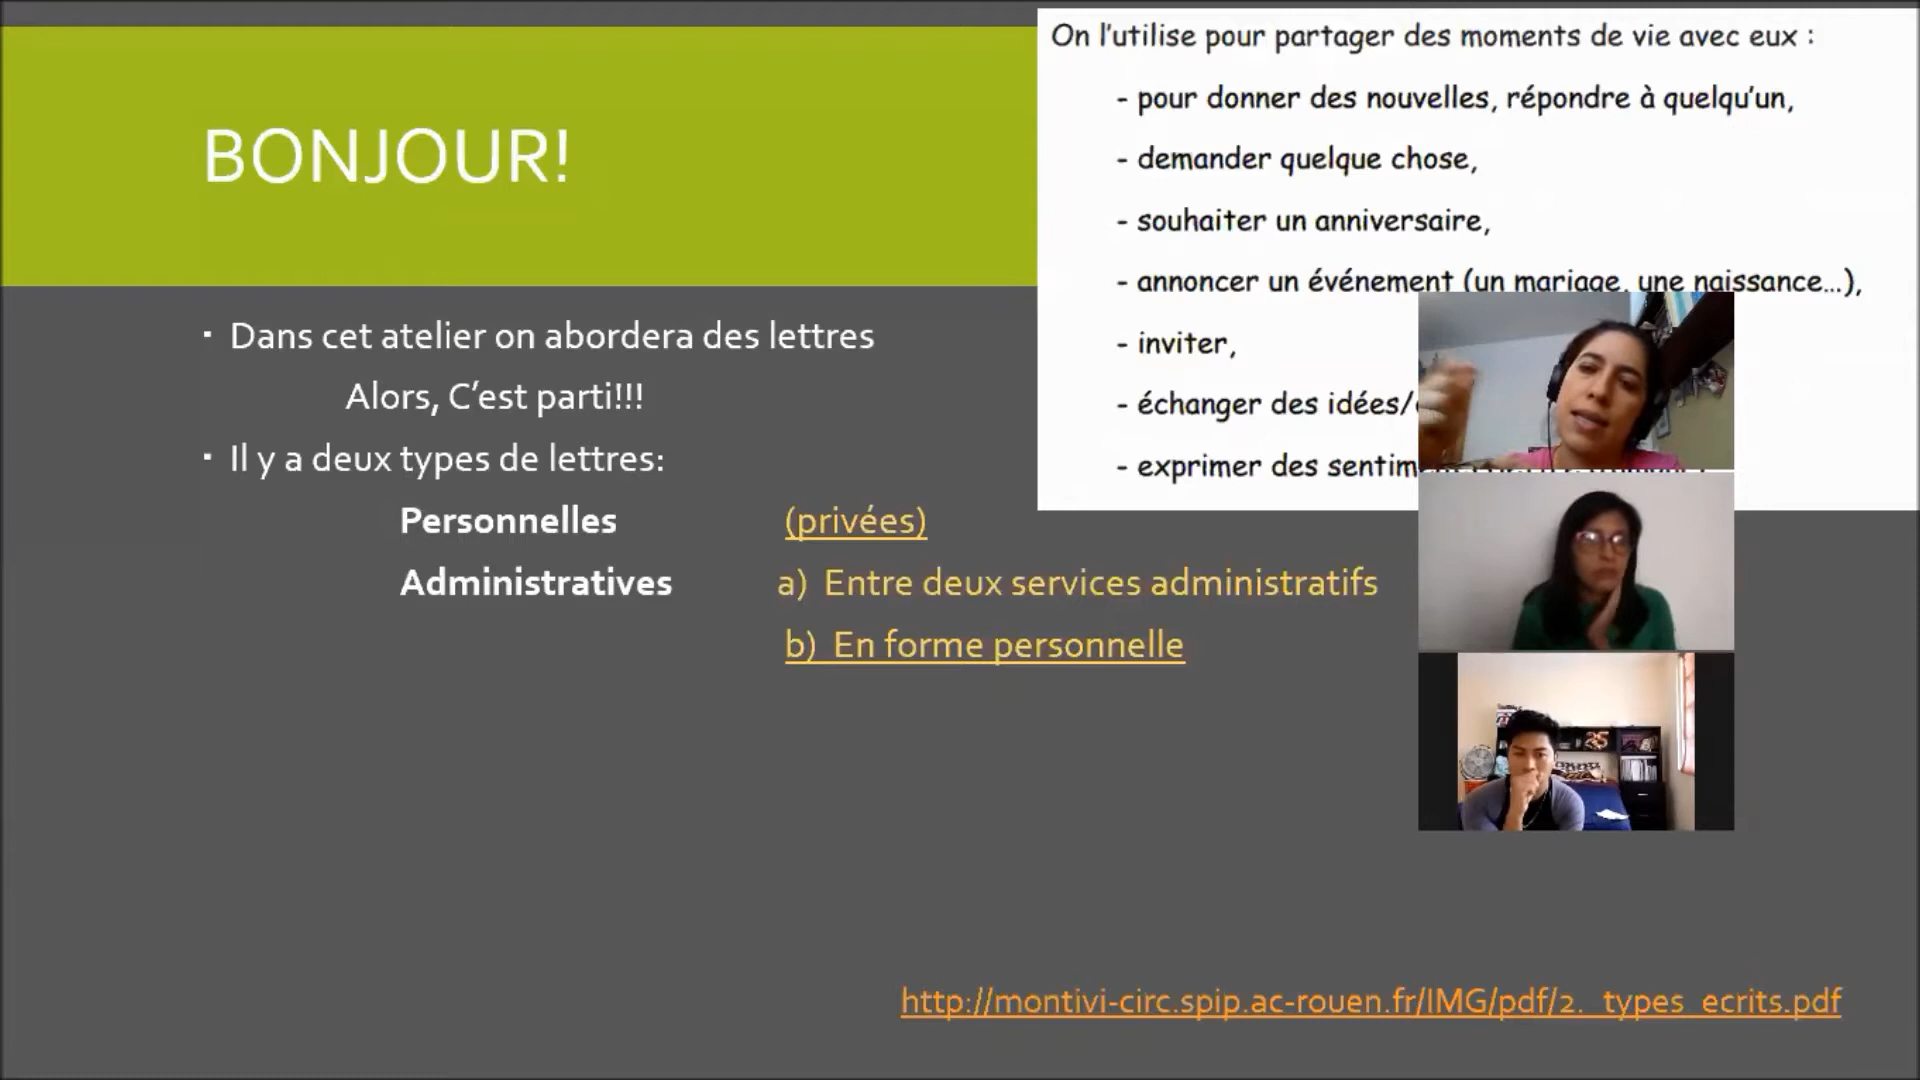 BONJOUR!
Dans cet atelier on abordera des lettres
Alors, C'est parti!!!
Il y a deux types de lettres:
Personnelles (privées)
Administratives a) Entre deux services administratifs
b) En forme personnelle
On l'utilise pour partager des moments de vie avec eux :
- pour donner des nouvelles, répondre à quelqu'un,
- demander quelque chose,
- souhaiter un anniversaire,
- annoncer un événement (un mariage, une naissance...),
- inviter,
- échanger des idées/
- exprimer des
25
http://montivi-circ.spip.ac-rouen.fr/IMG/pdf/2._types_ecrits.pdf